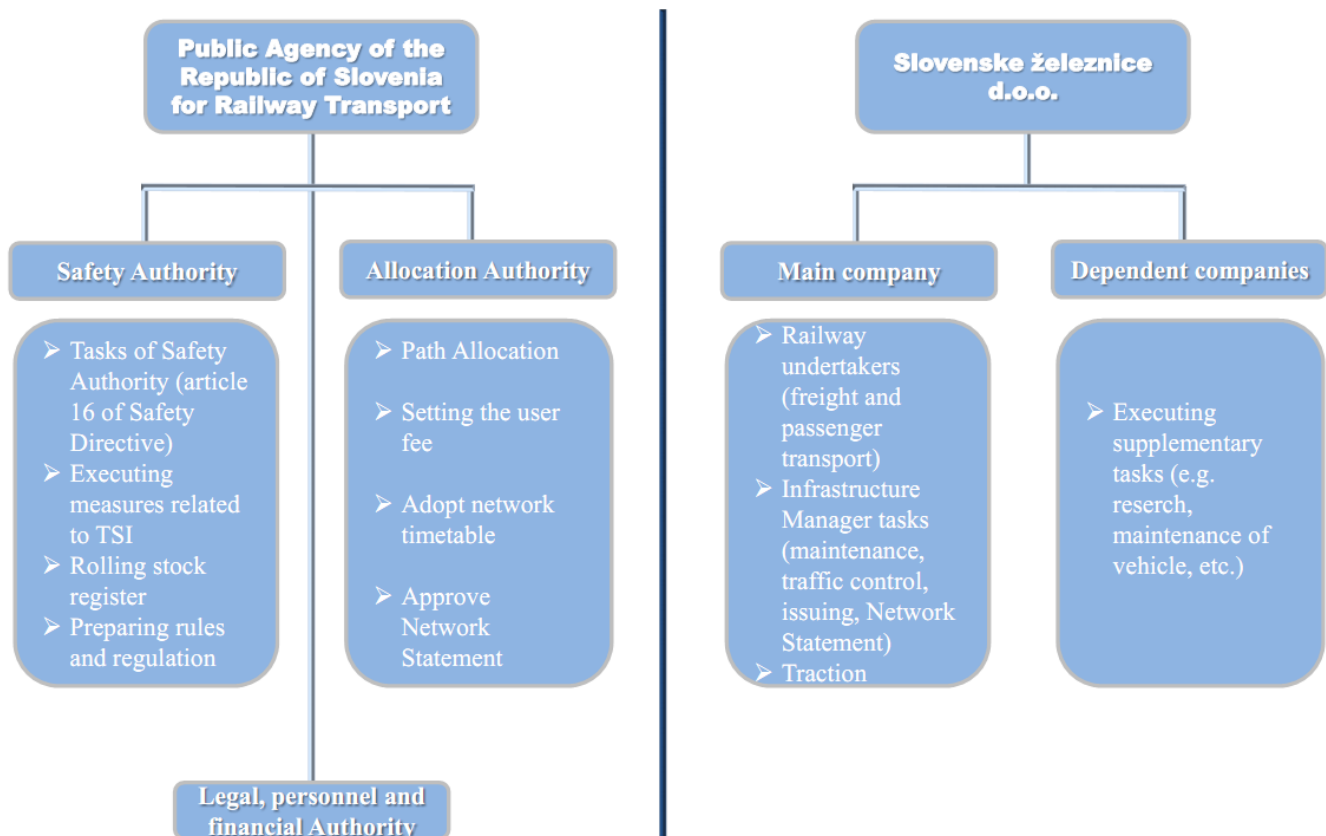 Public Agency of the
Republic of Slovenia
for Railway Transport
Safety Authority
➢ Tasks of Safety
Authority (article
16 of Safety
Directive)
➢ Executing
measures related
to TSI
➢ Rolling stock
register
➢ Preparing rules
and regulation
Allocation Authority
➢ Path Allocation
➢ Setting the user
fee
➢ Adopt network
timetable
➢ Approve
Network
Statement
Legal, personnel and
financial Authority
Slovenske železnice
d.o.o.
Main company
➢ Railway
undertakers
(freight and
passenger
transport)
➢ Infrastructure
Manager tasks
(maintenance,
traffic control,
issuing, Network
Statement)
➢ Traction
Dependent companies
➢ Executing
supplementary
tasks (e.g.
reserch,
maintenance of
vehicle, etc.)